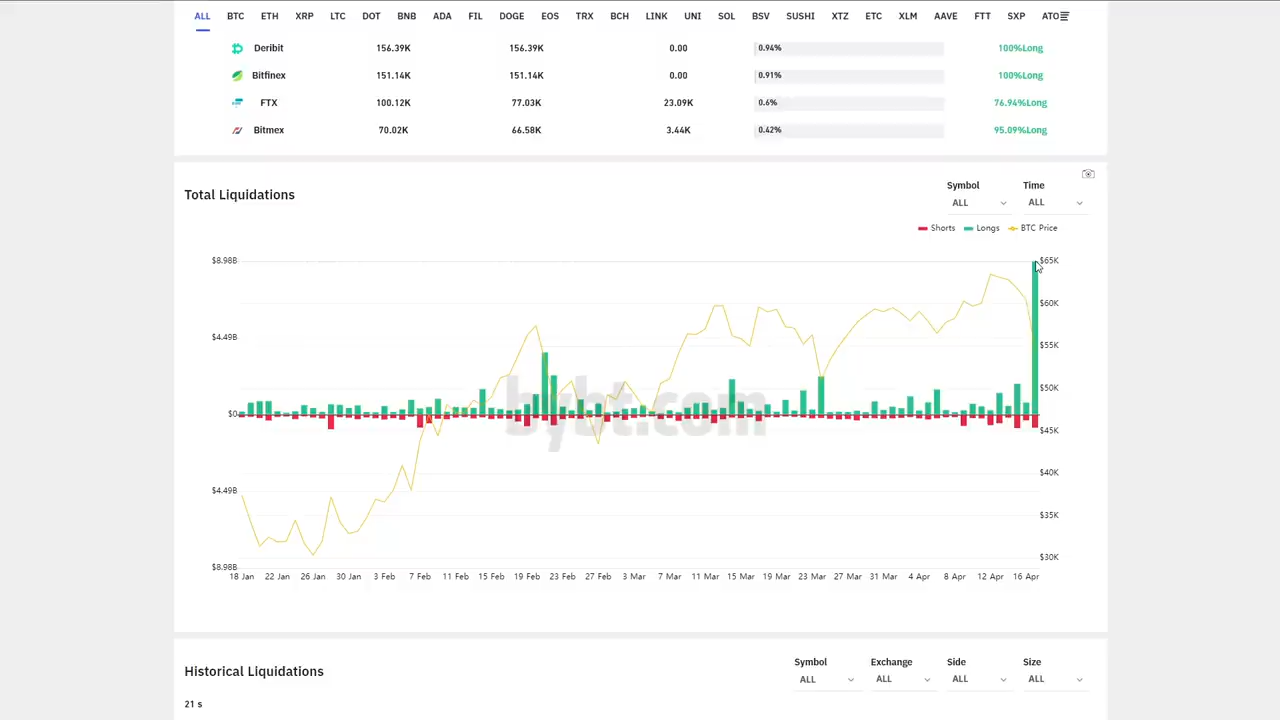 ALL BTC ETH XRP LTC DOT BNB ADA FIL DOGE EOS TRX BCH LINK UNI SOL BSV SUSHI XTZ ETC XLM AAVE FTT SXP ATO
Deribit 156.39K 156.39K 0.00 0.94% 100%Long
Bitfinex 151.14K 151.14K 0.00 0.91% 100%Long
FTX 100.12K 77.03K 23.09K 0.6% 76.94%Long
Bitmex 70.02K 66.58K 3.44K 0.42% 95.09%Long
Total Liquidations
Symbol Time
ALL ALL
Shorts Longs BTC Price
$8.98B $65K
$60K
$4.49B $55K
$50K
bybt.com
$0 $45K
$40K
$4.49B $35K
$30K
$8.98B
18 Jan 22 Jan 26 Jan 30 Jan 3 Feb 7 Feb 11 Feb 15 Feb 19 Feb 23 Feb 27 Feb 3 Mar 7 Mar 11 Mar 15 Mar 19 Mar 23 Mar 27 Mar 31 Mar 4 Apr 8 Apr 12 Apr 16 Apr
Historical Liquidations
Symbol Exchange Side Size
ALL ALL ALL ALL
21 s